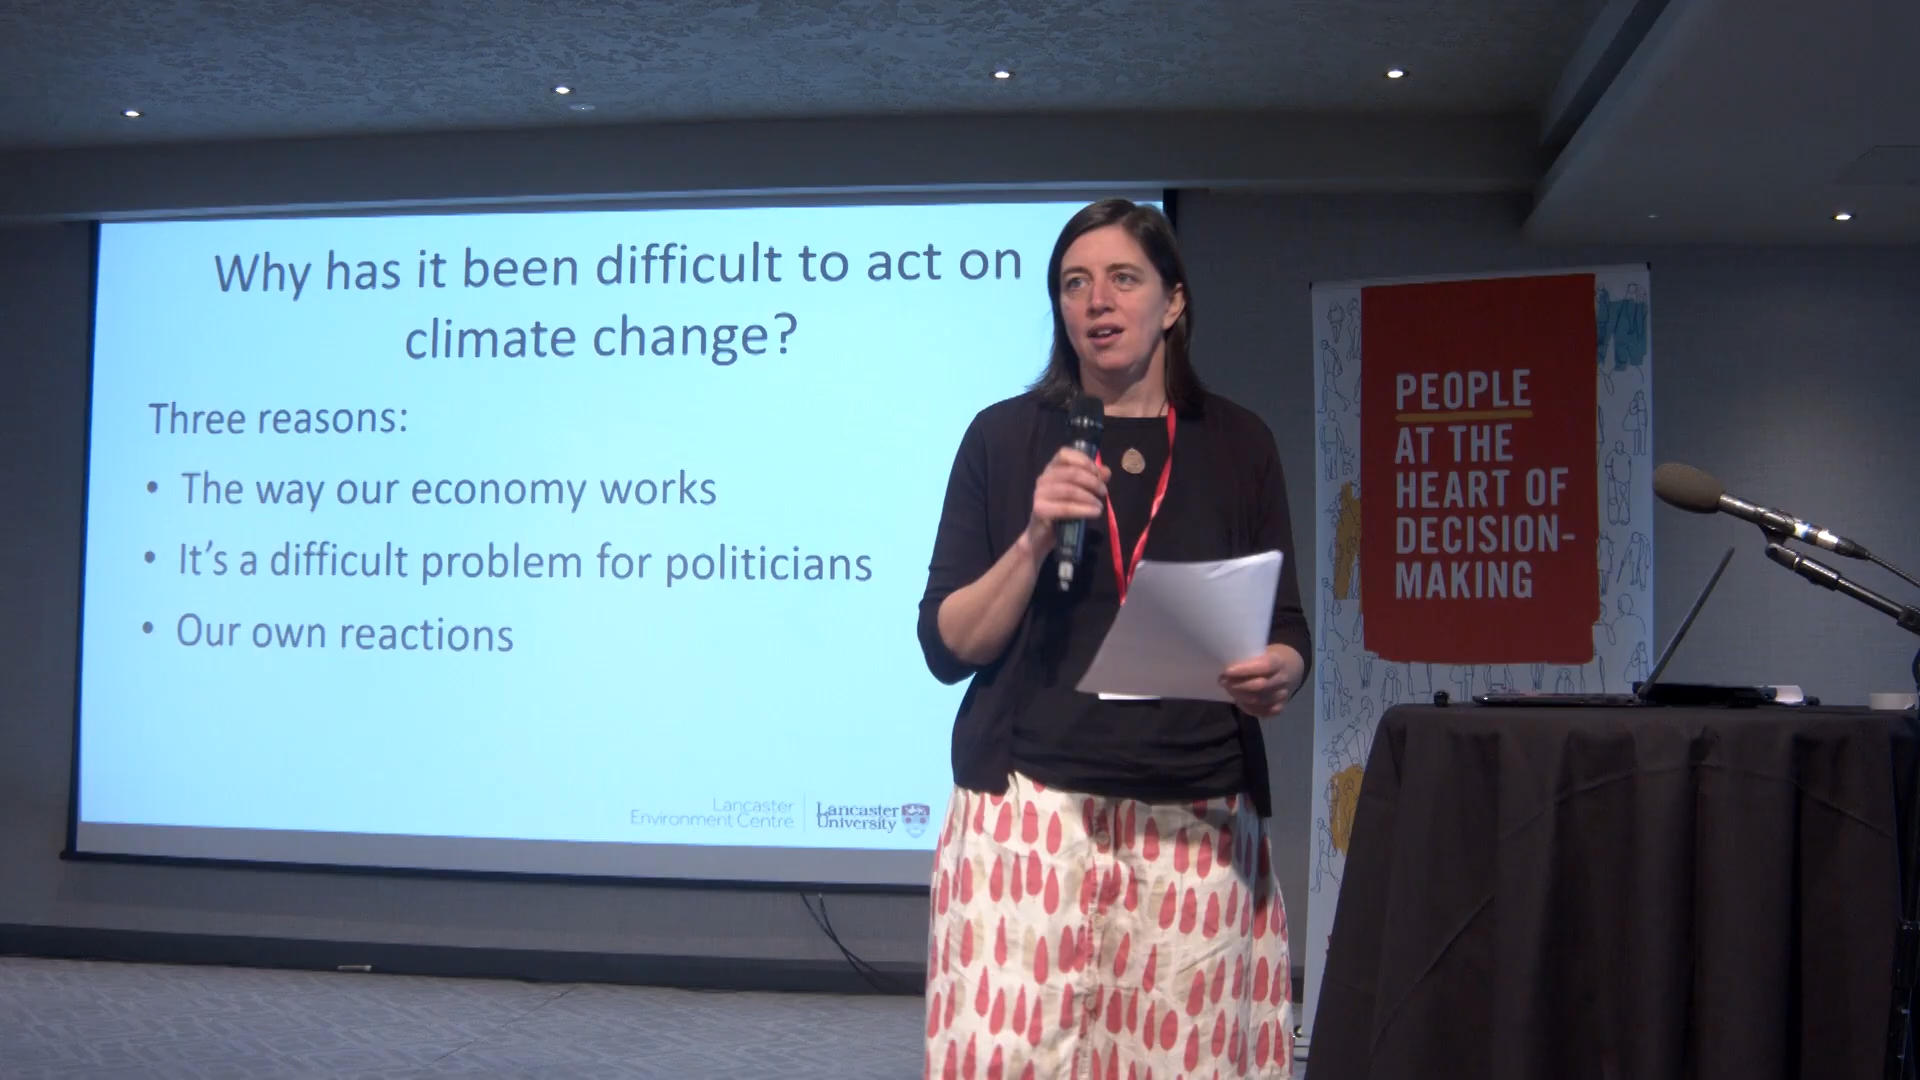 Why has it been difficult to act on
climate change?
Three reasons:
• The way our economy works
• It's a difficult problem for politicians
• Our own reactions
Lancaster
Environment Centre
Lancaster
University
PEOPLE
AT THE
HEART OF
DECISION-
MAKING